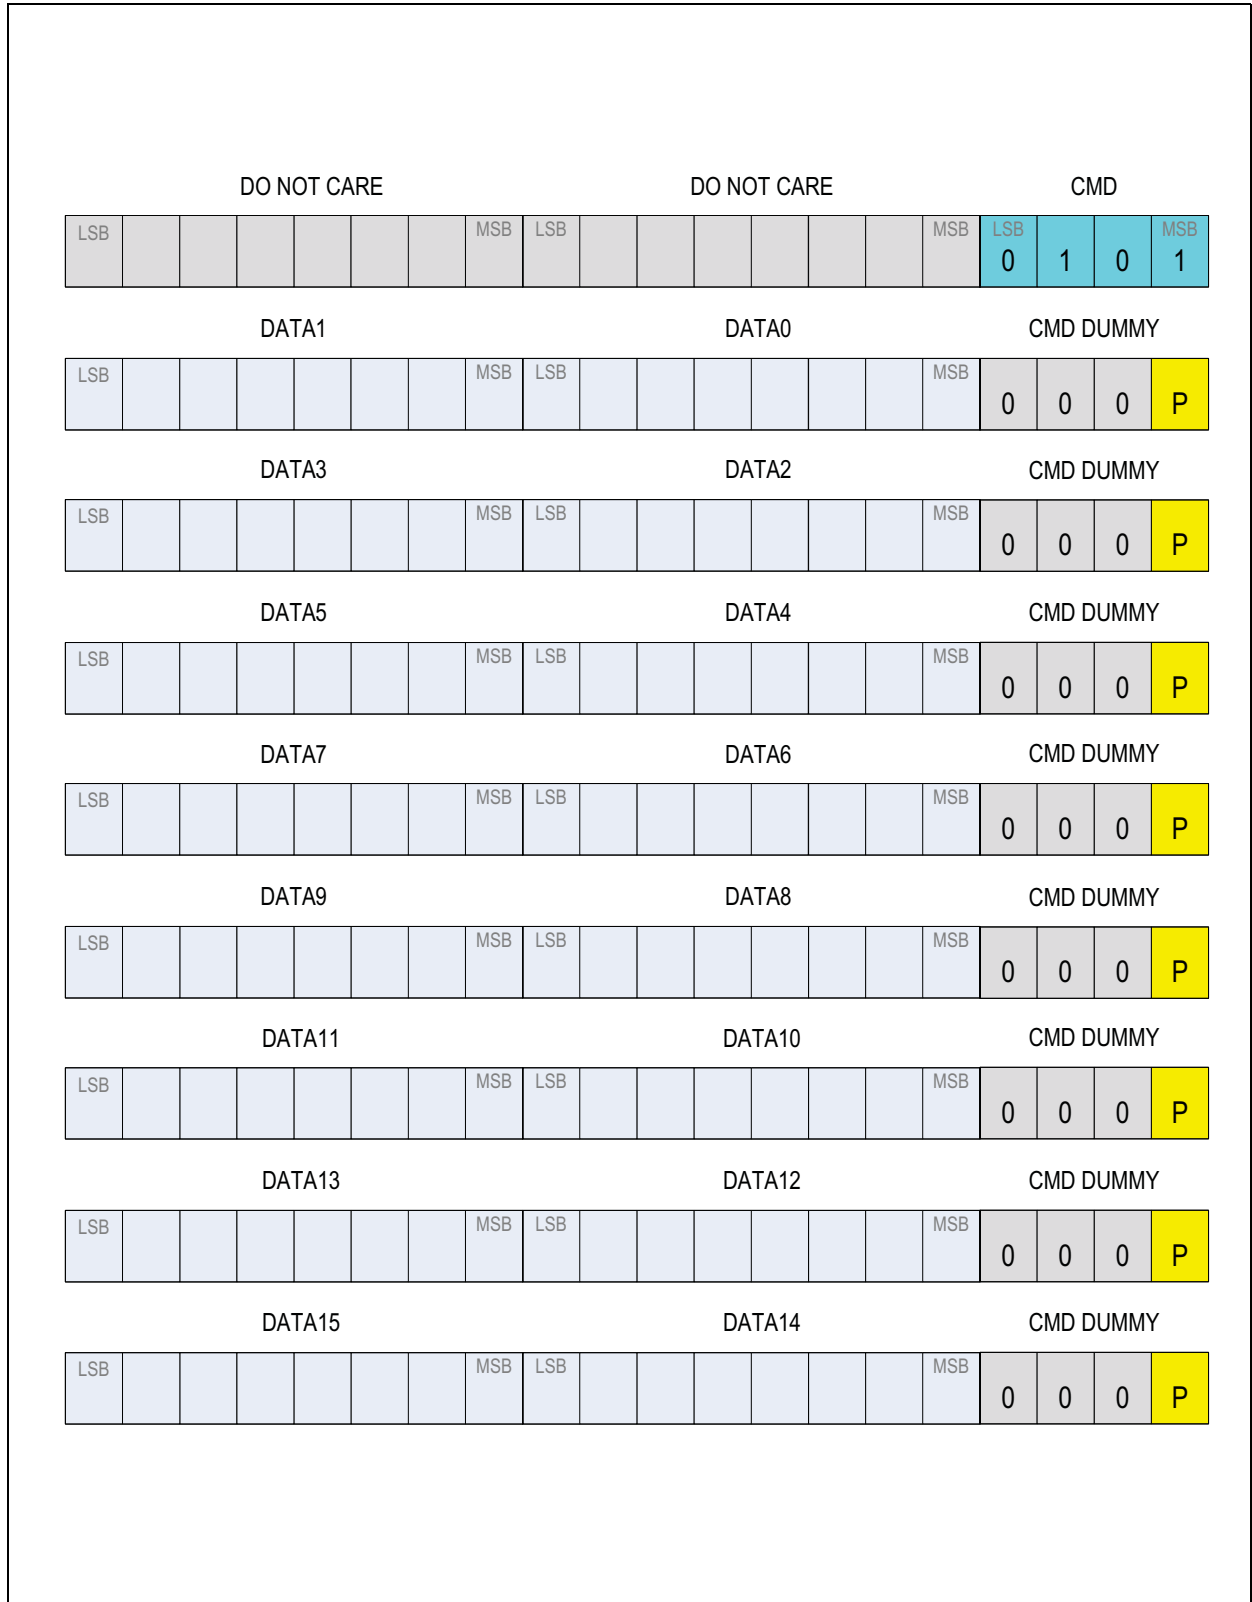 DO NOT CARE DO NOT CARE CMD
LSB MSB LSB MSB LSB MSB
0 1 0 1
DATA1 DATA0 CMD DUMMY
LSB MSB LSB MSB
0 0 0 P
DATA3 DATA2 CMD DUMMY
LSB MSB LSB MSB
0 0 0 P
DATA5 DATA4 CMD DUMMY
LSB MSB LSB MSB
0 0 0 P
DATA7 DATA6 CMD DUMMY
LSB MSB LSB MSB
0 0 0 P
DATA9 DATA8 CMD DUMMY
LSB MSB LSB MSB
0 0 0 P
DATA11 DATA10 CMD DUMMY
LSB MSB LSB MSB
0 0 0 P
DATA13 DATA12 CMD DUMMY
LSB MSB LSB MSB
0 0 0 P
DATA15 DATA14 CMD DUMMY
LSB MSB LSB MSB
0 0 0 P